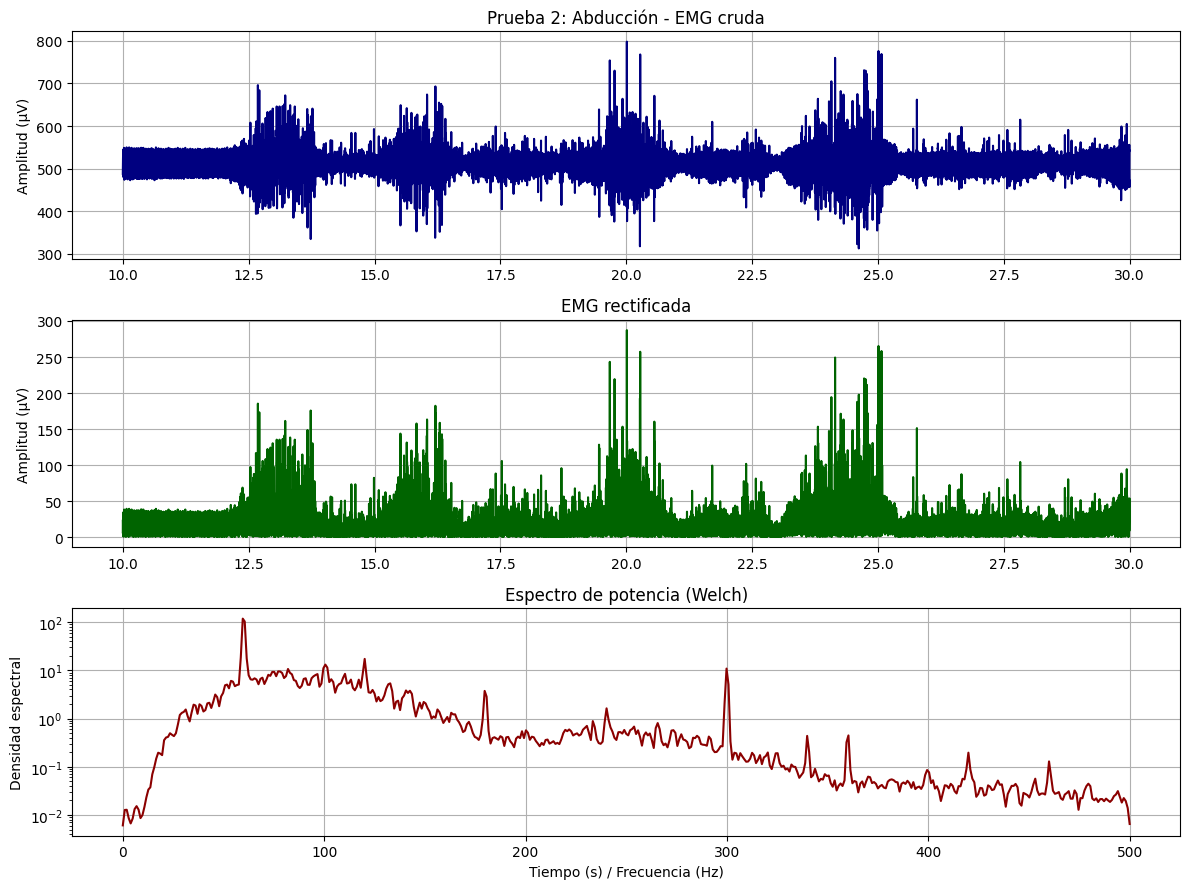 Prueba 2: Abducción - EMG cruda
Amplitud (µV)
800
700
600
500
400
300
10.0 12.5 15.0 17.5 20.0 22.5 25.0 27.5 30.0
EMG rectificada
Amplitud (µV)
300
250
200
150
100
50
0
10.0 12.5 15.0 17.5 20.0 22.5 25.0 27.5 30.0
Espectro de potencia (Welch)
Densidad espectral
10²
10¹
10⁰
10⁻¹
10⁻²
0 100 200 300 400 500
Tiempo (s) / Frecuencia (Hz)